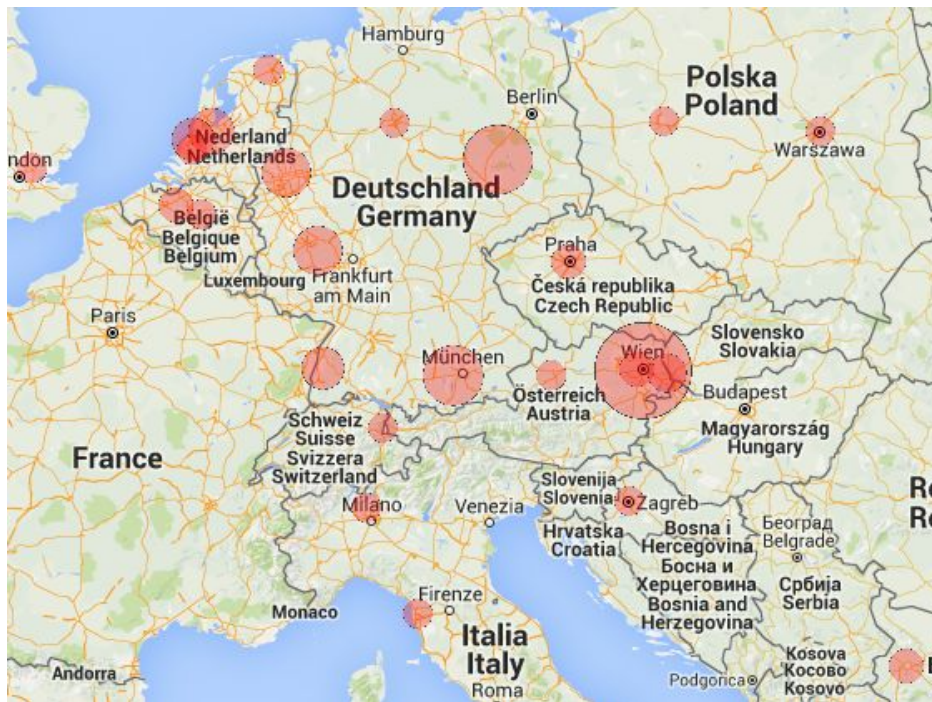 Hamburg
Polska
Poland
Berlin
Nederland
Netherlands
Warszawa
ndon
Deutschland
Germany
België
Belgique
Belgium
Praha
Luxembourg
Frankfurt
am Main
Česká republika
Czech Republic
Paris
Slovensko
Slovakia
Wien
München
Österreich
Austria
Budapest
Schweiz
Suisse
Svizzera
Switzerland
Magyarország
Hungary
France
Slovenija
Slovenia
Milano
Venezia
Zagreb
Hrvatska
Croatia
Bosna i
Hercegovina
Босна и
Херцеговина
Bosnia and
Herzegovina
Београд
Belgrade
Србија
Serbia
Firenze
Monaco
Italia
Italy
Andorra
Roma
Kosova
Косово
Kosovo
Podgorica